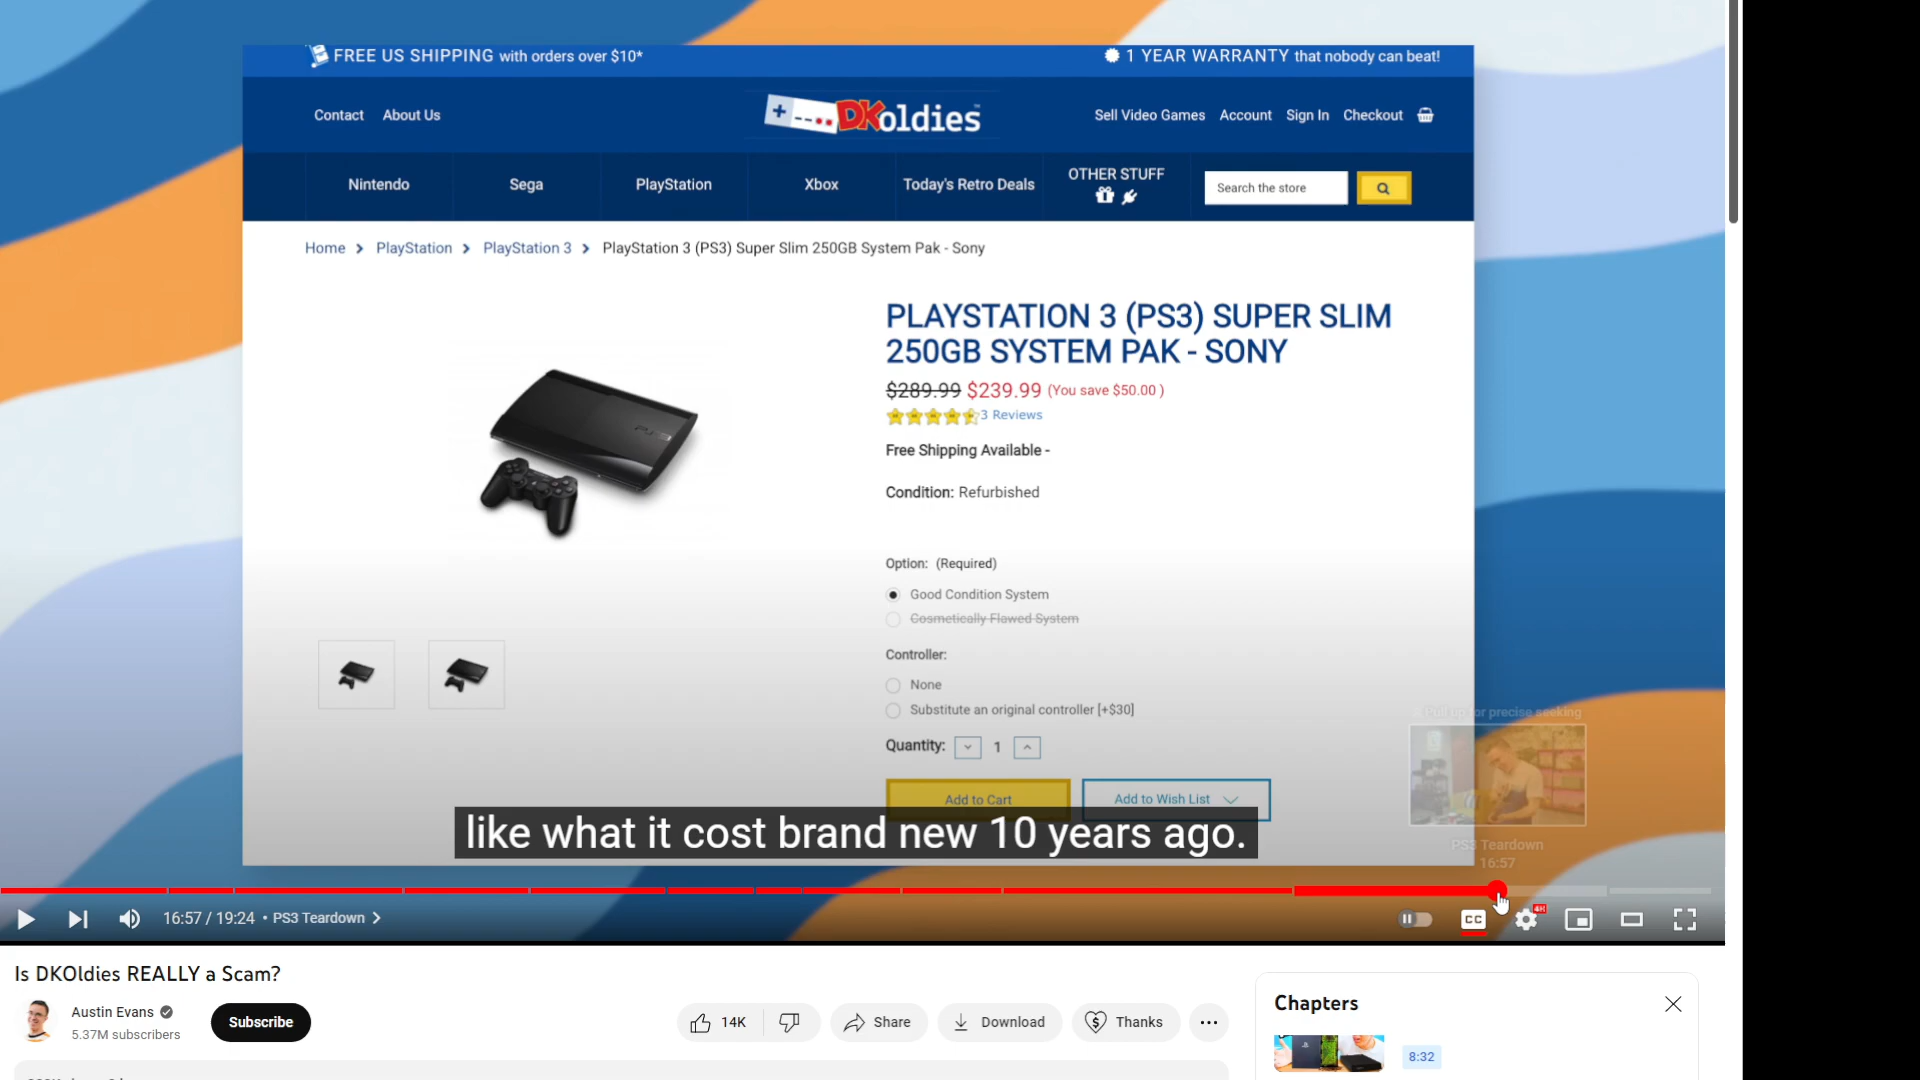 FREE US SHIPPING with orders over $10*
1 YEAR WARRANTY that nobody can beat!
Contact About Us
DKoldies™
Sell Video Games Account Sign In Checkout
Nintendo Sega PlayStation Xbox Today's Retro Deals OTHER STUFF
Search the store
Home > PlayStation > PlayStation 3 > PlayStation 3 (PS3) Super Slim 250GB System Pak - Sony
PLAYSTATION 3 (PS3) SUPER SLIM
250GB SYSTEM PAK - SONY
$289.99 $239.99 (You save $50.00 )
3 Reviews
Free Shipping Available -
Condition: Refurbished
Option: (Required)
Good Condition System
Cosmetically Flawed System
Controller:
None
Substitute an original controller [+$30]
Quantity: 1
Add to Cart Add to Wish List
Pull up for precise seeking
PS3 Teardown
16:57
like what it cost brand new 10 years ago.
16:57 / 19:24 • PS3 Teardown >
CC
Is DKOldies REALLY a Scam?
Austin Evans
5.37M subscribers
Subscribe
14K
Share
Download
Thanks
Chapters
8:32